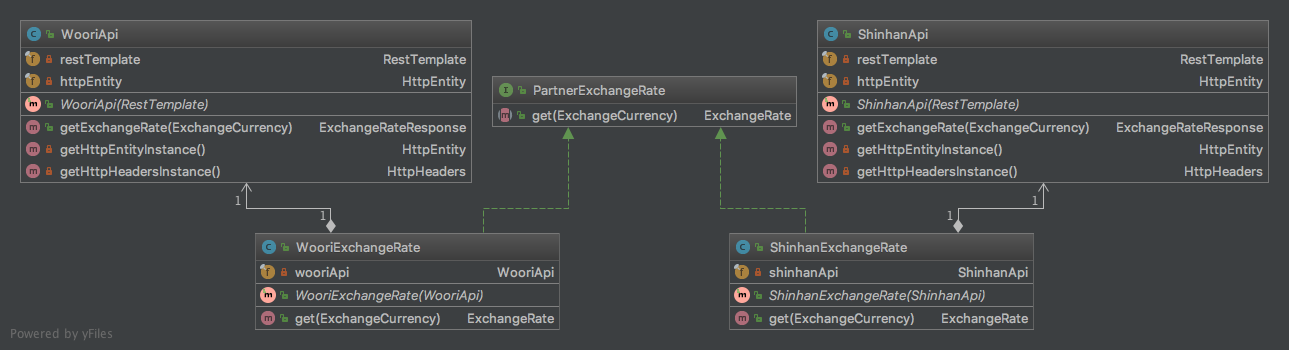 WooriApi
restTemplate RestTemplate
httpEntity HttpEntity
WooriApi(RestTemplate)
getExchangeRate(ExchangeCurrency) ExchangeRateResponse
getHttpEntityInstance() HttpEntity
getHttpHeadersInstance() HttpHeaders
PartnerExchangeRate
get(ExchangeCurrency) ExchangeRate
ShinhanApi
restTemplate RestTemplate
httpEntity HttpEntity
ShinhanApi(RestTemplate)
getExchangeRate(ExchangeCurrency) ExchangeRateResponse
getHttpEntityInstance() HttpEntity
getHttpHeadersInstance() HttpHeaders
1
1
1
1
WooriExchangeRate
wooriApi WooriApi
WooriExchangeRate(WooriApi)
get(ExchangeCurrency) ExchangeRate
ShinhanExchangeRate
shinhanApi ShinhanApi
ShinhanExchangeRate(ShinhanApi)
get(ExchangeCurrency) ExchangeRate
Powered by yFiles